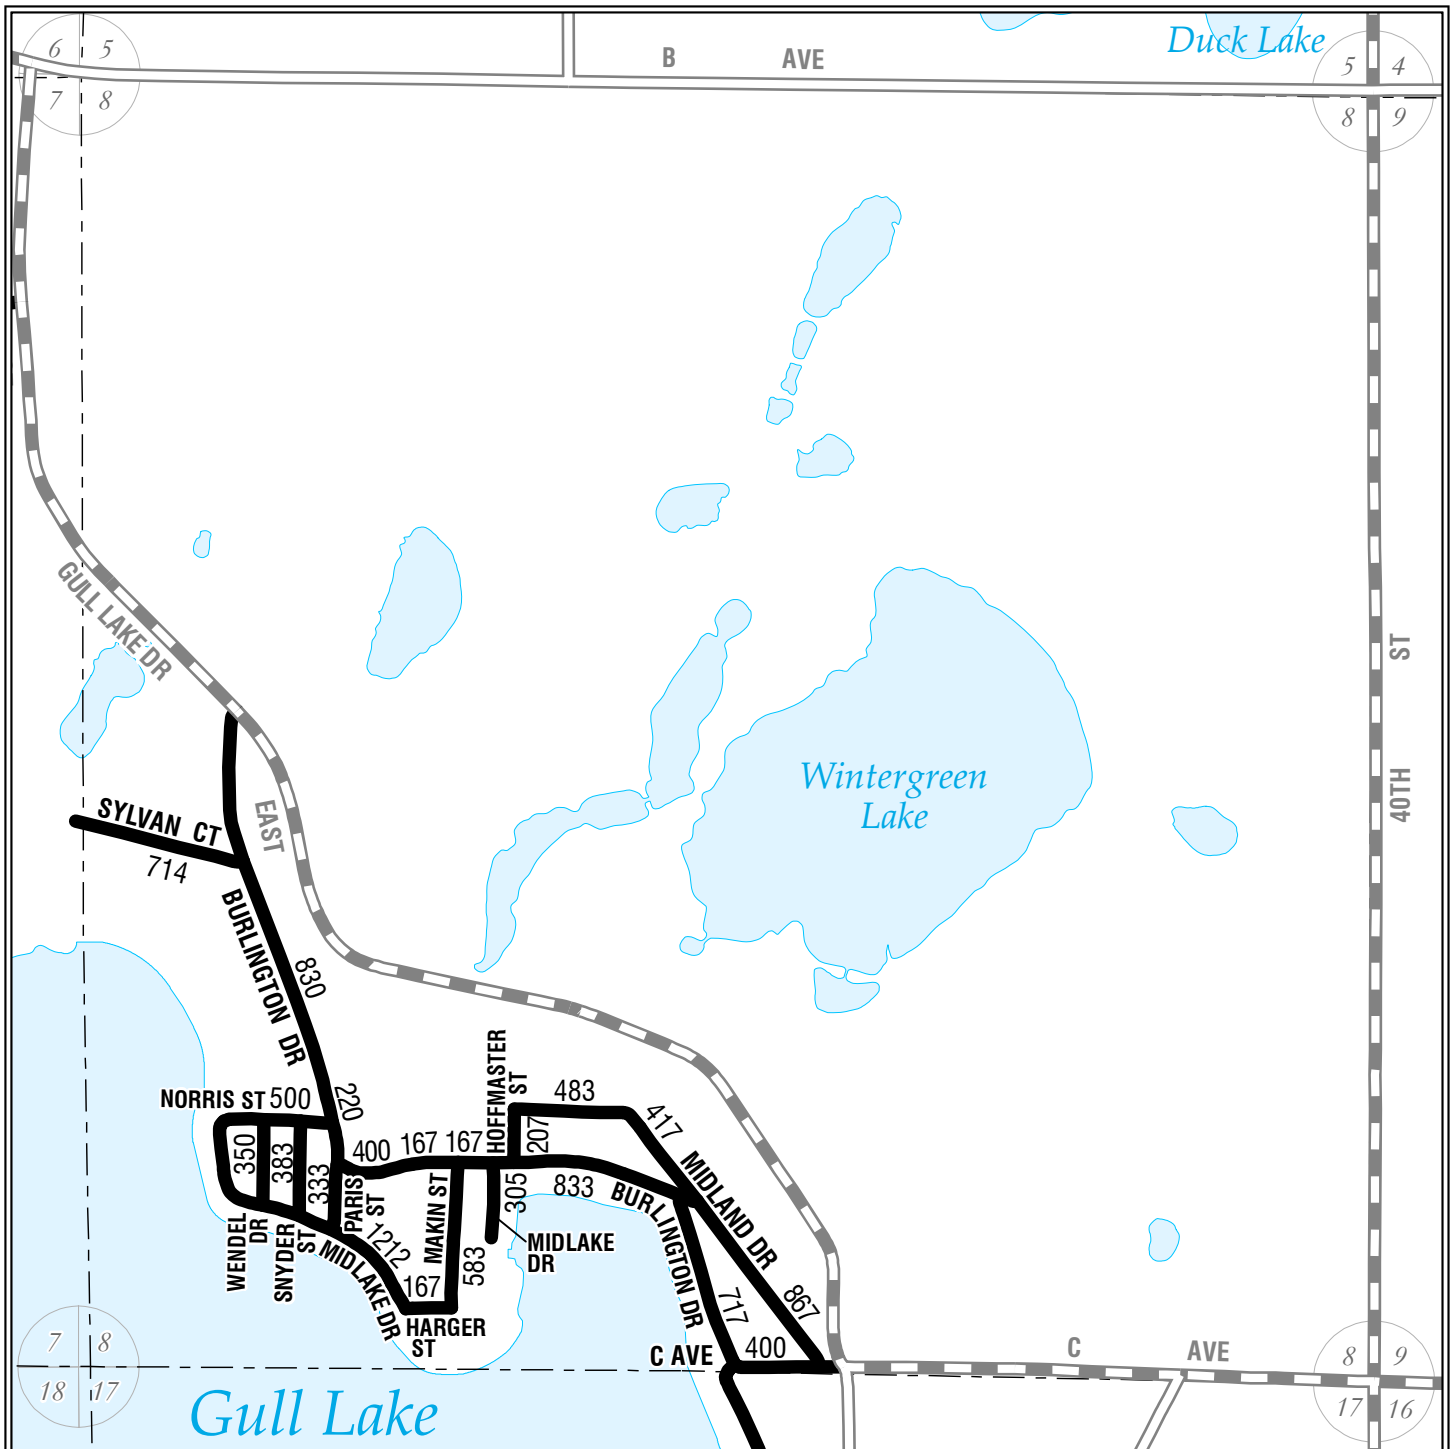 Duck Lake
6 5
7 8
B AVE
5 4
8 9
GULL LAKE DR
EAST
ST
40TH
Wintergreen
Lake
SYLVAN CT
714
BURLINGTON DR
830
220
NORRIS ST 500
350
383
333
WENDEL
DR
SNYDER
ST
PARIS
ST
400 167 167
1212
MIDLAKE DR
MAKIN ST
167
583
HARGER
ST
HOFFMASTER
ST
207
305
MIDLAKE
DR
483
417
833
BURLINGTON DR
MIDLAND DR
717
867
C AVE 400
C AVE
7 8
18 17
8 9
17 16
Gull Lake